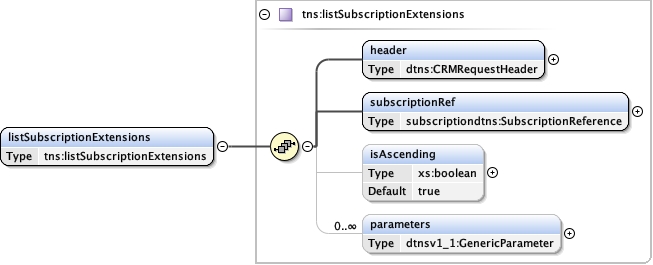 tns:listSubscriptionExtensions
header
Type dtns:CRMRequestHeader
subscriptionRef
Type subscriptiondtns:SubscriptionReference
listSubscriptionExtensions
Type tns:listSubscriptionExtensions
isAscending
Type xs:boolean
Default true
0..∞
parameters
Type dtnsv1_1:GenericParameter